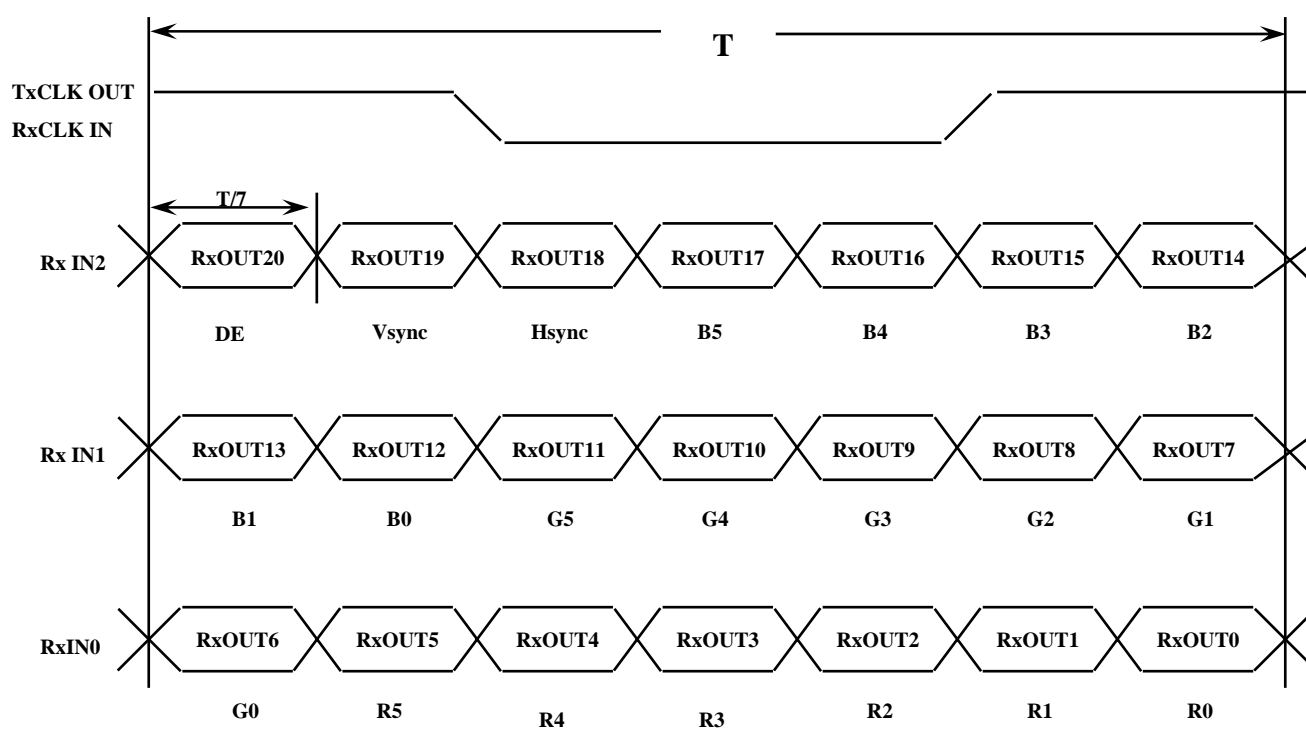 T
TxCLK OUT
RxCLK IN
T/7
Rx IN2 RxOUT20 RxOUT19 RxOUT18 RxOUT17 RxOUT16 RxOUT15 RxOUT14
DE Vsync Hsync B5 B4 B3 B2
Rx IN1 RxOUT13 RxOUT12 RxOUT11 RxOUT10 RxOUT9 RxOUT8 RxOUT7
B1 B0 G5 G4 G3 G2 G1
RxIN0 RxOUT6 RxOUT5 RxOUT4 RxOUT3 RxOUT2 RxOUT1 RxOUT0
G0 R5 R4 R3 R2 R1 R0